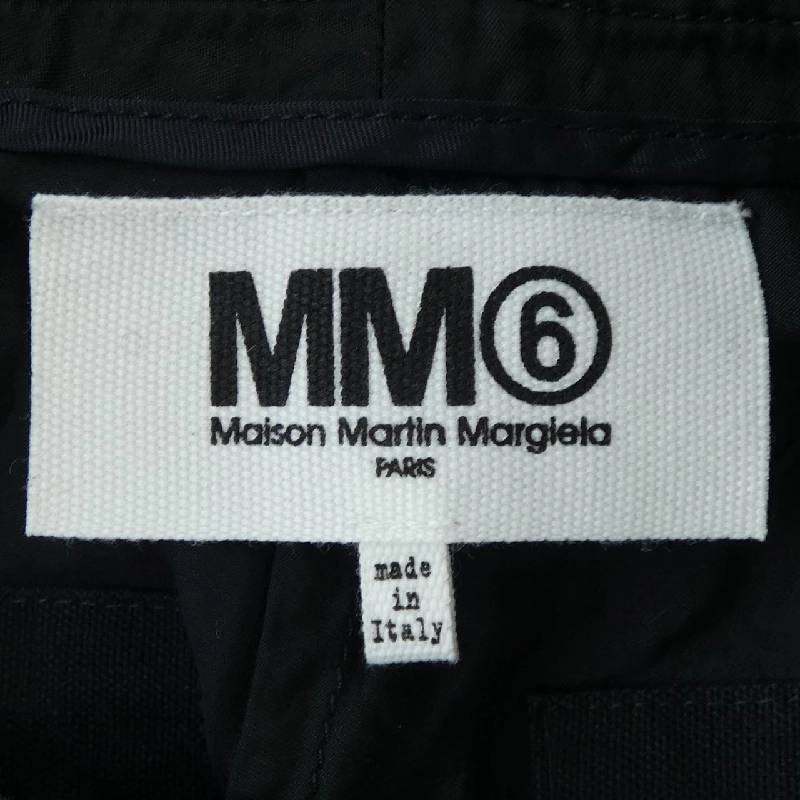 MM⑥
Maison Martin Margiela
PARIS
made
in
Italy